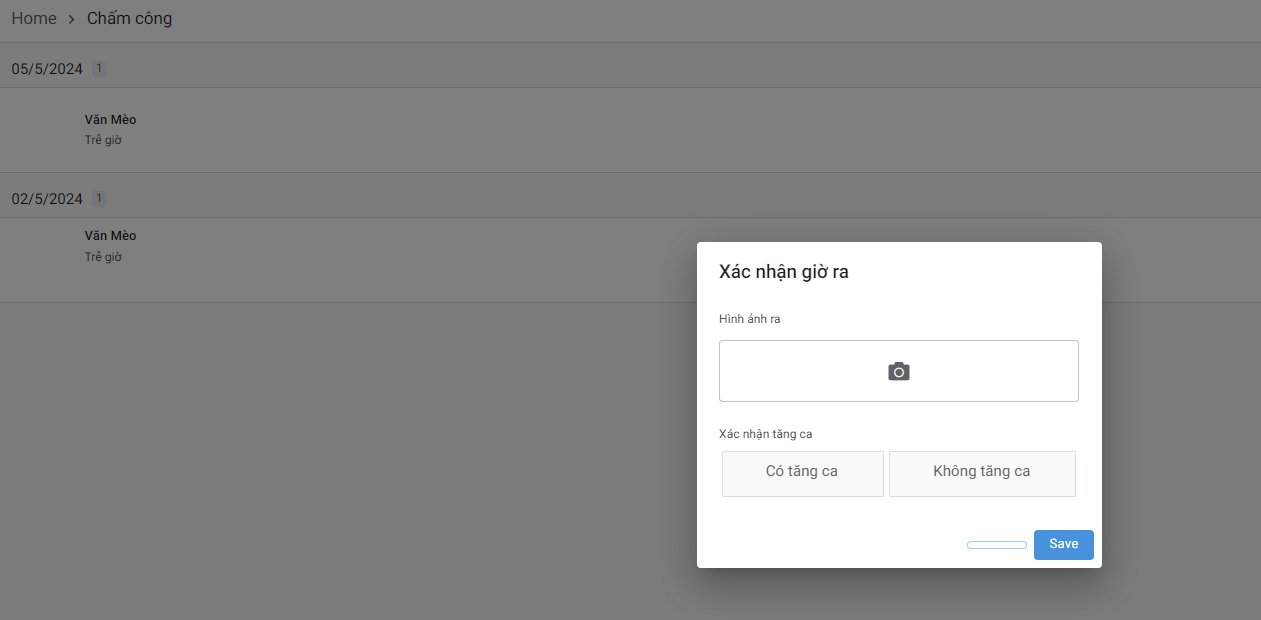 Home > Chấm công
05/5/2024 1
Văn Mèo
Trễ giờ
02/5/2024 1
Văn Mèo
Trễ giờ
Xác nhận giờ ra
Hình ảnh ra
Xác nhận tăng ca
Có tăng ca Không tăng ca
Save